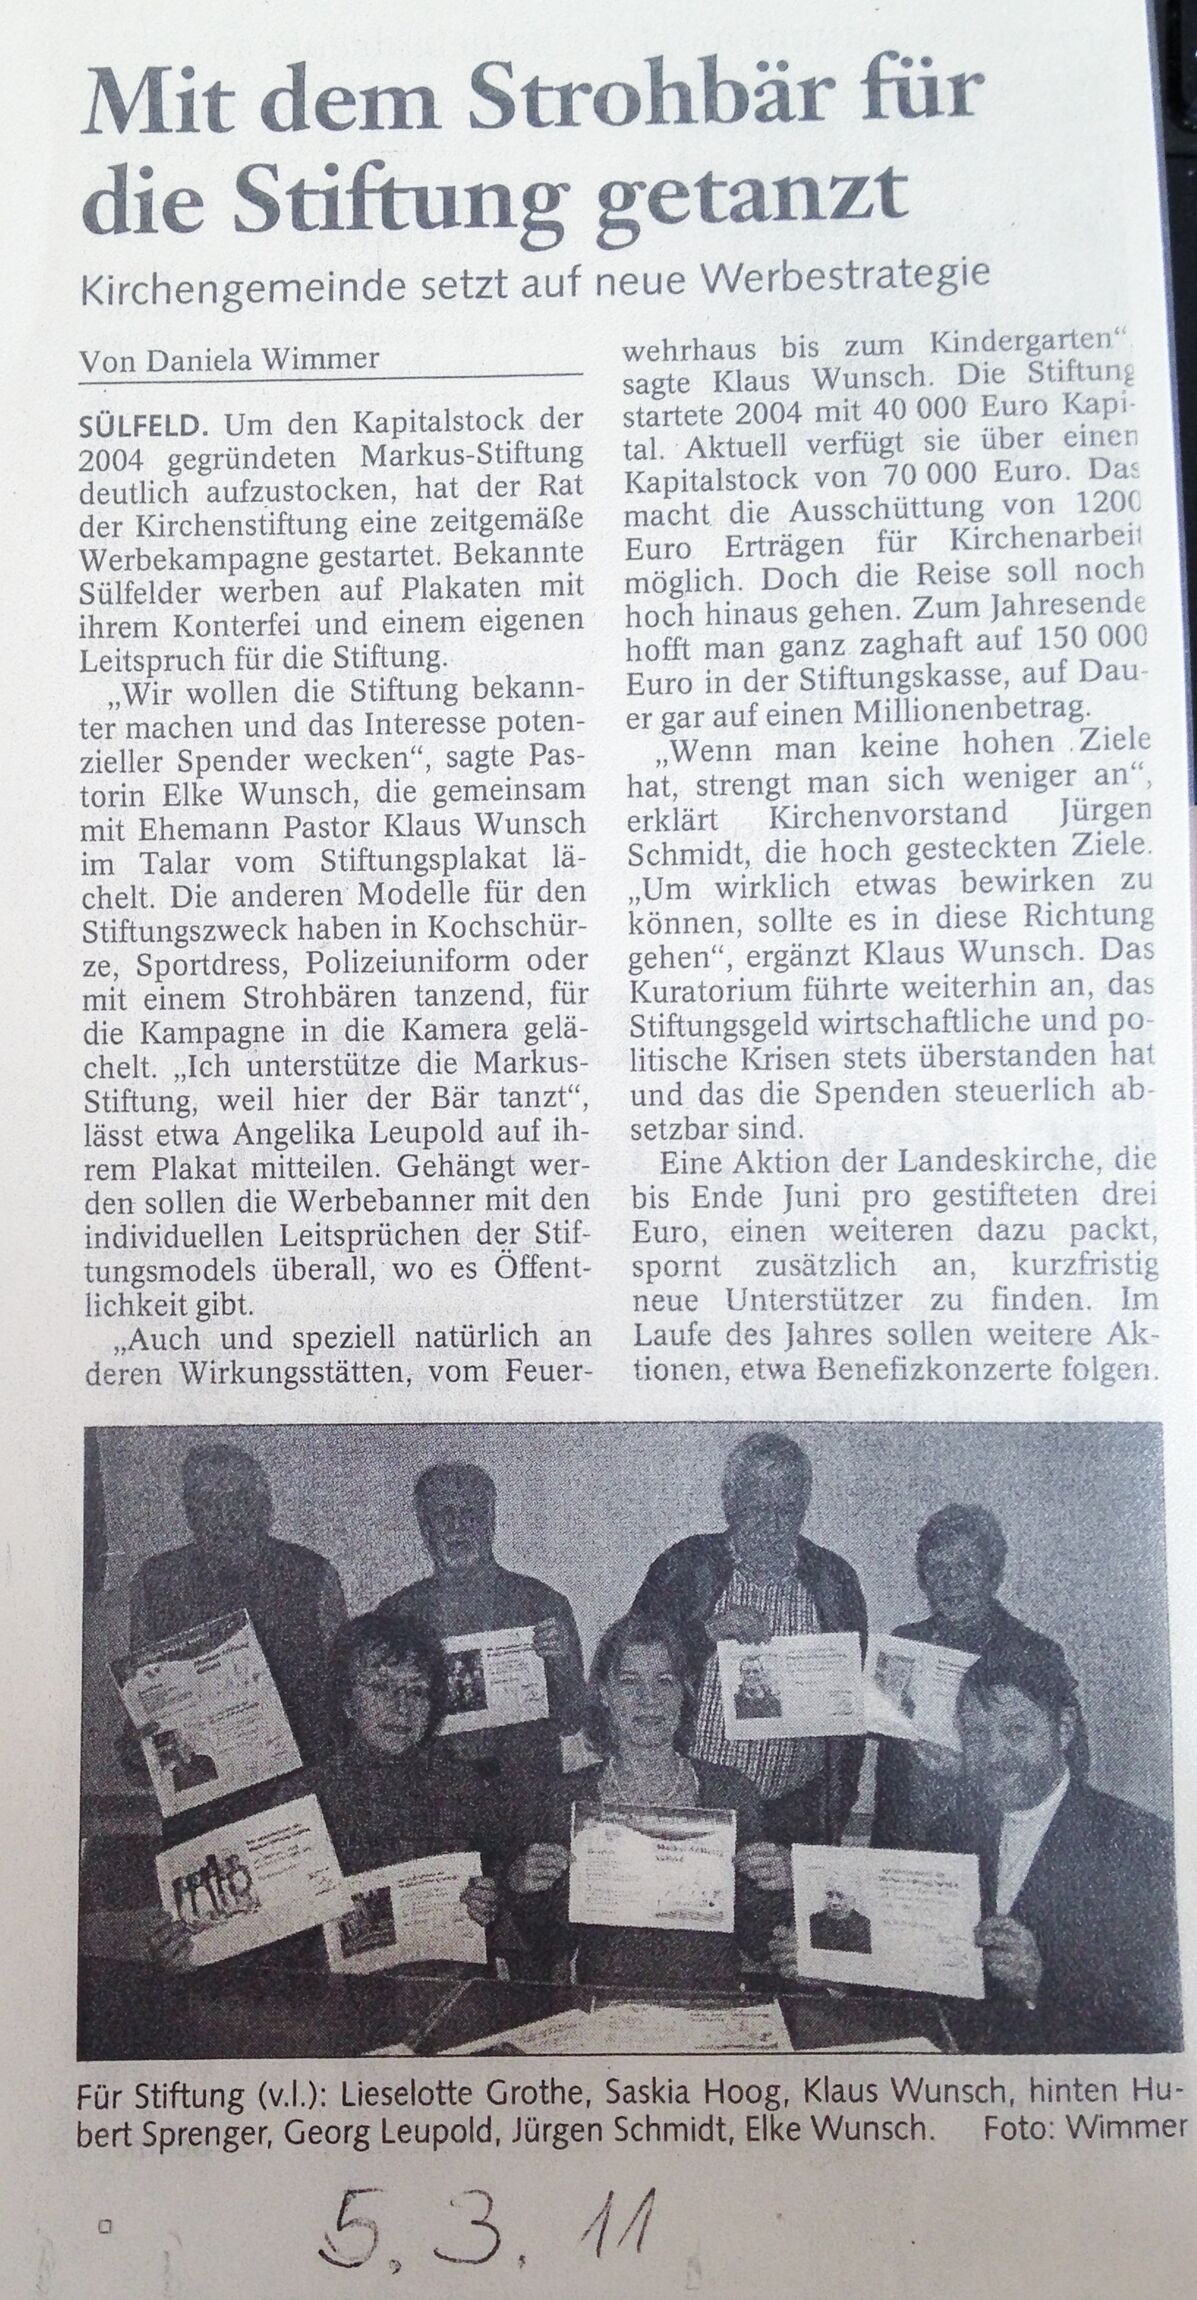 Mit dem Strohbär für
die Stiftung getanzt
Kirchengemeinde setzt auf neue Werbestrategie
Von Daniela Wimmer
SÜLFELD. Um den Kapitalstock der
2004 gegründeten Markus-Stiftung
deutlich aufzustocken, hat der Rat
der Kirchenstiftung eine zeitgemäße
Werbekampagne gestartet. Bekannte
Sülfelder werben auf Plakaten mit
ihrem Konterfei und einem eigenen
Leitspruch für die Stiftung.
„Wir wollen die Stiftung bekann-
ter machen und das Interesse poten-
zieller Spender wecken“, sagte Pas-
torin Elke Wunsch, die gemeinsam
mit Ehemann Pastor Klaus Wunsch
im Talar vom Stiftungsplakat lä-
chelt. Die anderen Modelle für den
Stiftungszweck haben in Kochschür-
ze, Sportdress, Polizeiuniform oder
mit einem Strohbären tanzend, für
die Kampagne in die Kamera gelä-
chelt. „Ich unterstütze die Markus-
Stiftung, weil hier der Bär tanzt“,
lässt etwa Angelika Leupold auf ih-
rem Plakat mitteilen. Gehängt wer-
den sollen die Werbebanner mit den
individuellen Leitsprüchen der Stif-
tungsmodels überall, wo es Öffent-
lichkeit gibt.
„Auch und speziell natürlich an
deren Wirkungsstätten, vom Feuer-
wehrhaus bis zum Kindergarten“
sagte Klaus Wunsch. Die Stiftung
startete 2004 mit 40 000 Euro Kapi-
tal. Aktuell verfügt sie über einen
Kapitalstock von 70 000 Euro. Das
macht die Ausschüttung von 1200
Euro Erträgen für Kirchenarbeit
möglich. Doch die Reise soll noch
hoch hinaus gehen. Zum Jahresende
hofft man ganz zaghaft auf 150 000
Euro in der Stiftungskasse, auf Dau-
er gar auf einen Millionenbetrag.
„Wenn man keine hohen Ziele
hat, strengt man sich weniger an“,
erklärt Kirchenvorstand Jürgen
Schmidt, die hoch gesteckten Ziele.
„Um wirklich etwas bewirken zu
können, sollte es in diese Richtung
gehen“, ergänzt Klaus Wunsch. Das
Kuratorium führte weiterhin an, das
Stiftungsgeld wirtschaftliche und po-
litische Krisen stets überstanden hat
und das die Spenden steuerlich ab-
setzbar sind.
Eine Aktion der Landeskirche, die
bis Ende Juni pro gestifteten drei
Euro, einen weiteren dazu packt,
spornt zusätzlich an, kurzfristig
neue Unterstützer zu finden. Im
Laufe des Jahres sollen weitere Ak-
tionen, etwa Benefizkonzerte folgen.
Für Stiftung (v.l.): Lieselotte Grothe, Saskia Hoog, Klaus Wunsch, hinten Hu-
bert Sprenger, Georg Leupold, Jürgen Schmidt, Elke Wunsch. Foto: Wimmer
5. 3. 11